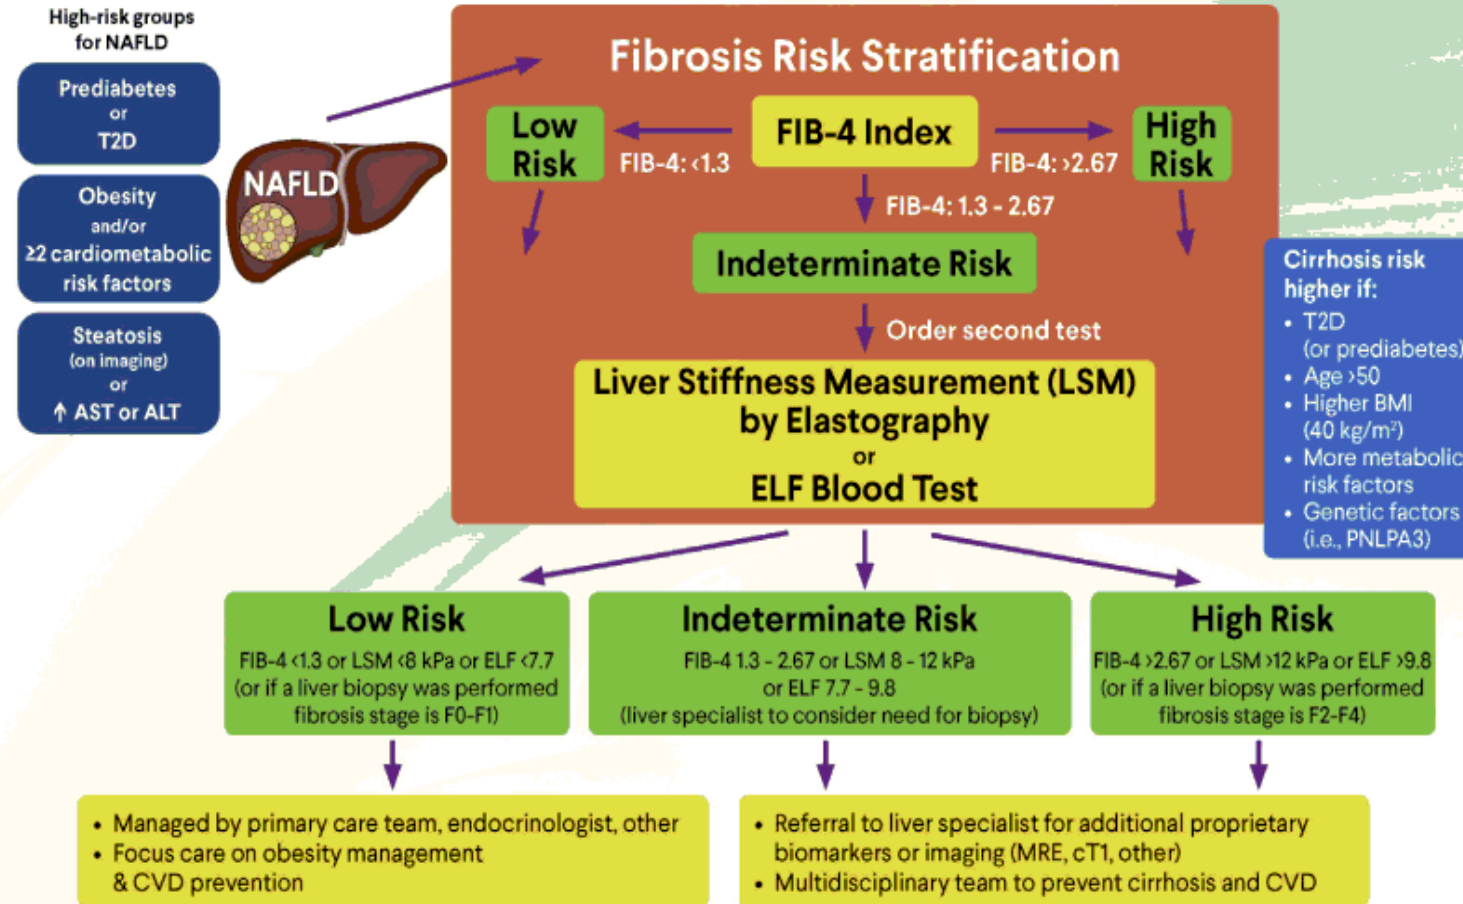 High-risk groups
for NAFLD
Prediabetes
or
T2D
Obesity
and/or
≥2 cardiometabolic
risk factors
Steatosis
(on imaging)
or
↑ AST or ALT
NAFLD
Fibrosis Risk Stratification
Low
Risk
FIB-4: <1.3
FIB-4 Index
FIB-4: >2.67
High
Risk
FIB-4: 1.3 - 2.67
Indeterminate Risk
Order second test
Liver Stiffness Measurement (LSM)
by Elastography
or
ELF Blood Test
Cirrhosis risk
higher if:
• T2D
(or prediabetes)
• Age >50
• Higher BMI
(40 kg/m²)
• More metabolic
risk factors
• Genetic factors
(i.e., PNLPA3)
Low Risk
FIB-4 <1.3 or LSM <8 kPa or ELF <7.7
(or if a liver biopsy was performed
fibrosis stage is F0-F1)
Indeterminate Risk
FIB-4 1.3 - 2.67 or LSM 8 - 12 kPa
or ELF 7.7 - 9.8
(liver specialist to consider need for biopsy)
High Risk
FIB-4 >2.67 or LSM >12 kPa or ELF >9.8
(or if a liver biopsy was performed
fibrosis stage is F2-F4)
• Managed by primary care team, endocrinologist, other
• Focus care on obesity management
& CVD prevention
• Referral to liver specialist for additional proprietary
biomarkers or imaging (MRE, cT1, other)
• Multidisciplinary team to prevent cirrhosis and CVD